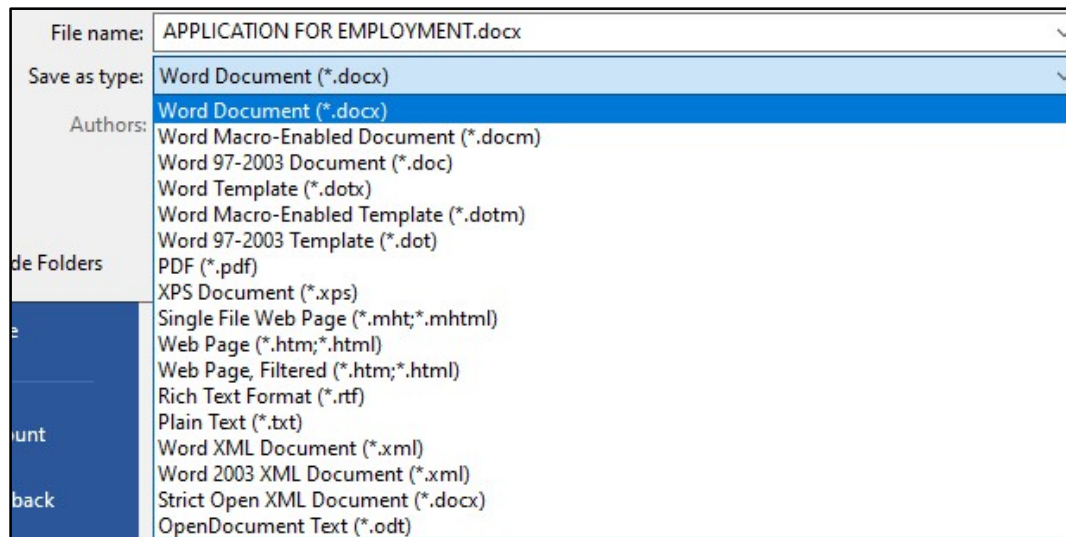 File name: APPLICATION FOR EMPLOYMENT.docx
Save as type: Word Document (*.docx)
Authors:
Word Document (*.docx)
Word Macro-Enabled Document (*.docm)
Word 97-2003 Document (*.doc)
Word Template (*.dotx)
Word Macro-Enabled Template (*.dotm)
Word 97-2003 Template (*.dot)
de Folders
PDF (*.pdf)
XPS Document (*.xps)
Single File Web Page (*.mht;*.mhtml)
e
Web Page (*.htm;*.html)
Web Page, Filtered (*.htm;*.html)
Rich Text Format (*.rtf)
Plain Text (*.txt)
unt
Word XML Document (*.xml)
Word 2003 XML Document (*.xml)
Strict Open XML Document (*.docx)
back
OpenDocument Text (*.odt)